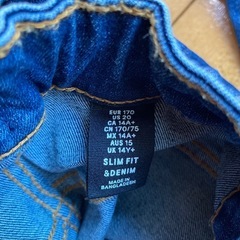 EUR 170
US 20
CA 14A+
CN 170/75
MX 14A+
AUS 15
UK 14Y+
SLIM FIT
&DENIM
MADE IN
BANGLADESH